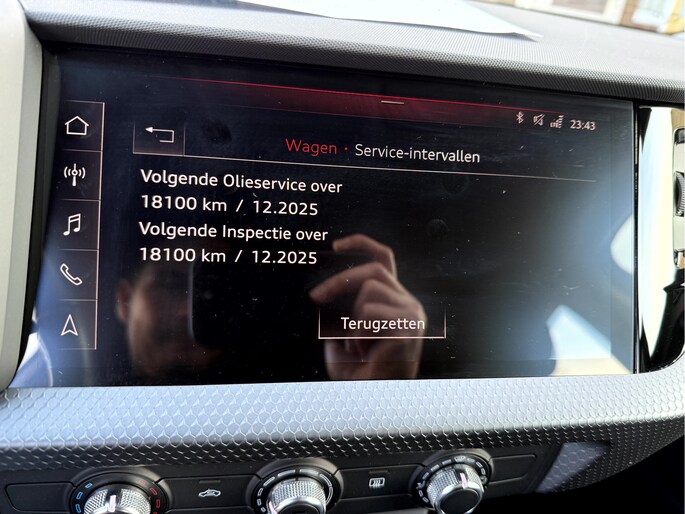 23:43
Wagen · Service-intervallen
Volgende Olieservice over
18100 km / 12.2025
Volgende Inspectie over
18100 km / 12.2025
Terugzetten